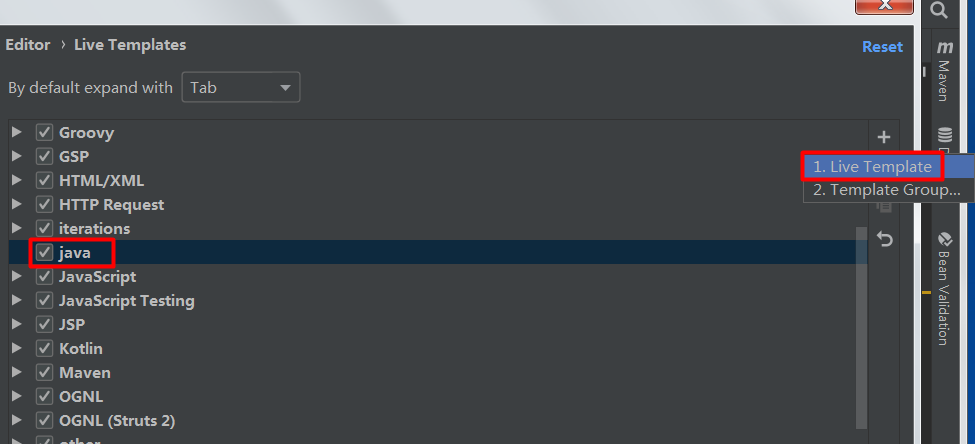 Editor › Live Templates
Reset
By default expand with Tab
Groovy
GSP
HTML/XML
HTTP Request
iterations
java
JavaScript
JavaScript Testing
JSP
Kotlin
Maven
OGNL
OGNL (Struts 2)
other
1. Live Template
2. Template Group...
m Maven
Bean Validation